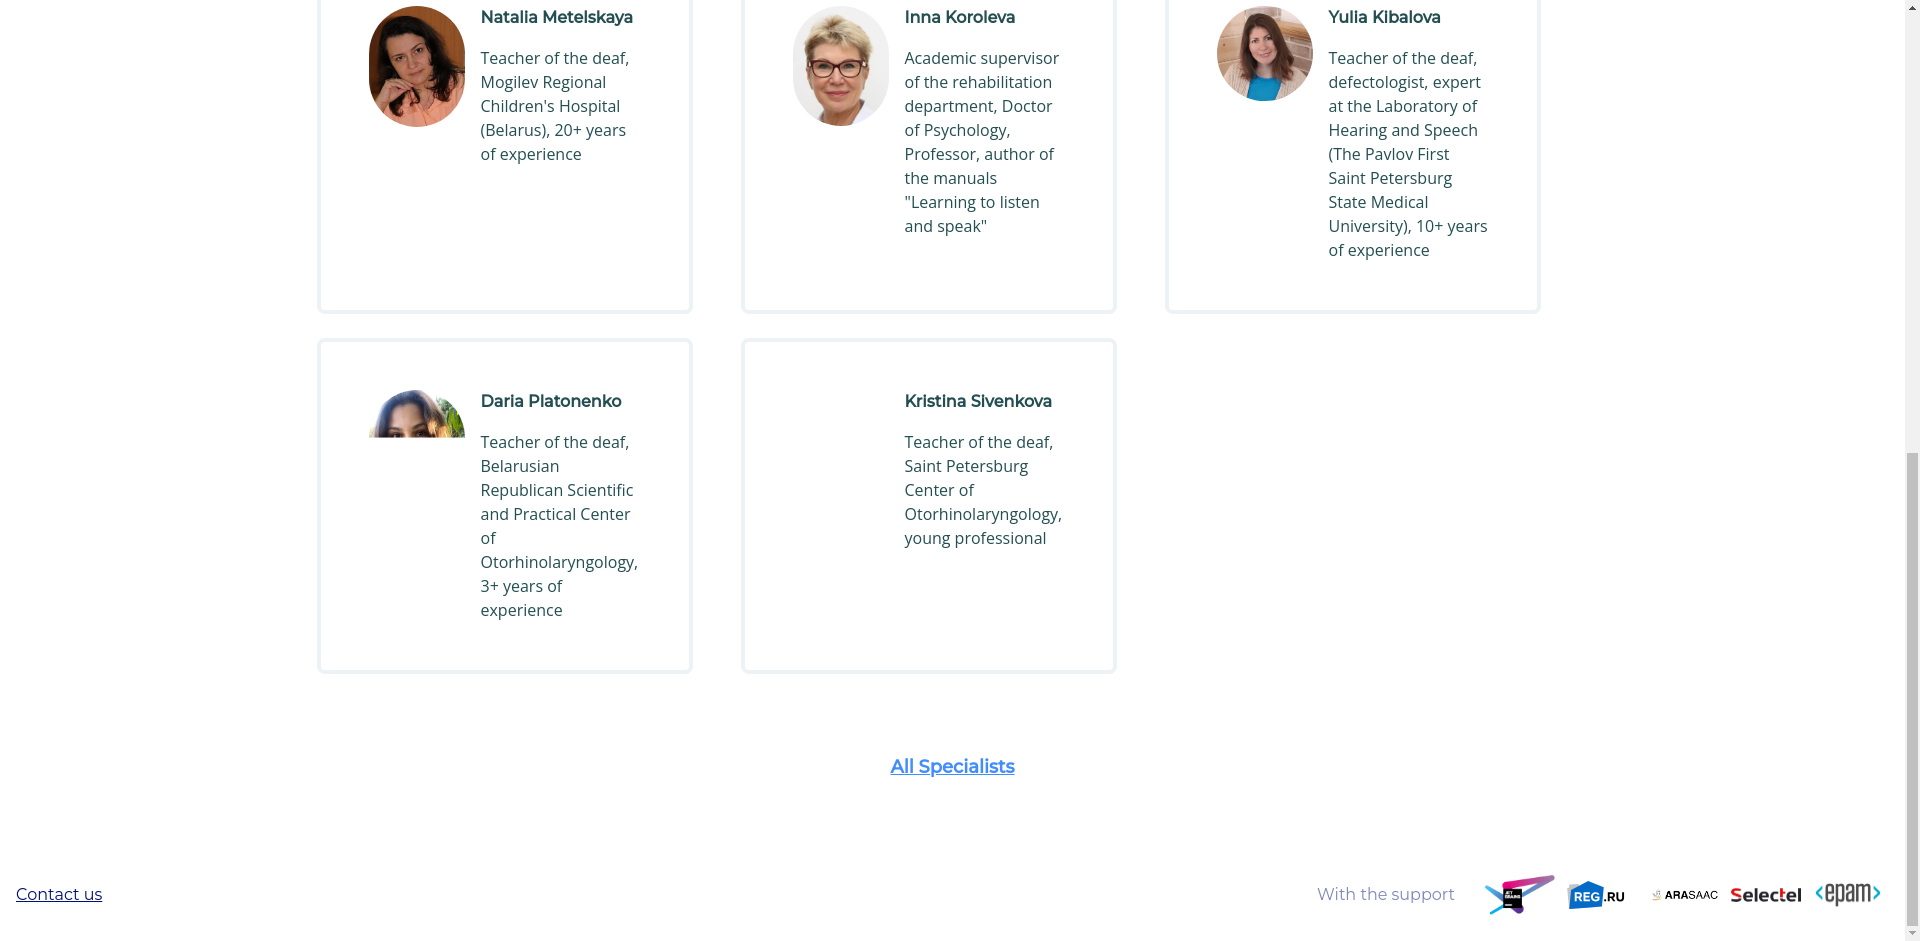 Natalia Metelskaya
Teacher of the deaf,
Mogilev Regional
Children's Hospital
(Belarus), 20+ years
of experience
Inna Koroleva
Academic supervisor
of the rehabilitation
department, Doctor
of Psychology,
Professor, author of
the manuals
"Learning to listen
and speak"
Yulia Kibalova
Teacher of the deaf,
defectologist, expert
at the Laboratory of
Hearing and Speech
(The Pavlov First
Saint Petersburg
State Medical
University), 10+ years
of experience
Daria Platonenko
Teacher of the deaf,
Belarusian
Republican Scientific
and Practical Center
of
Otorhinolaryngology,
3+ years of
experience
Kristina Sivenkova
Teacher of the deaf,
Saint Petersburg
Center of
Otorhinolaryngology,
young professional
All Specialists
Contact us
With the support
JET
BRAINS
REG.RU
ARASAAC
Selectel
<epam>